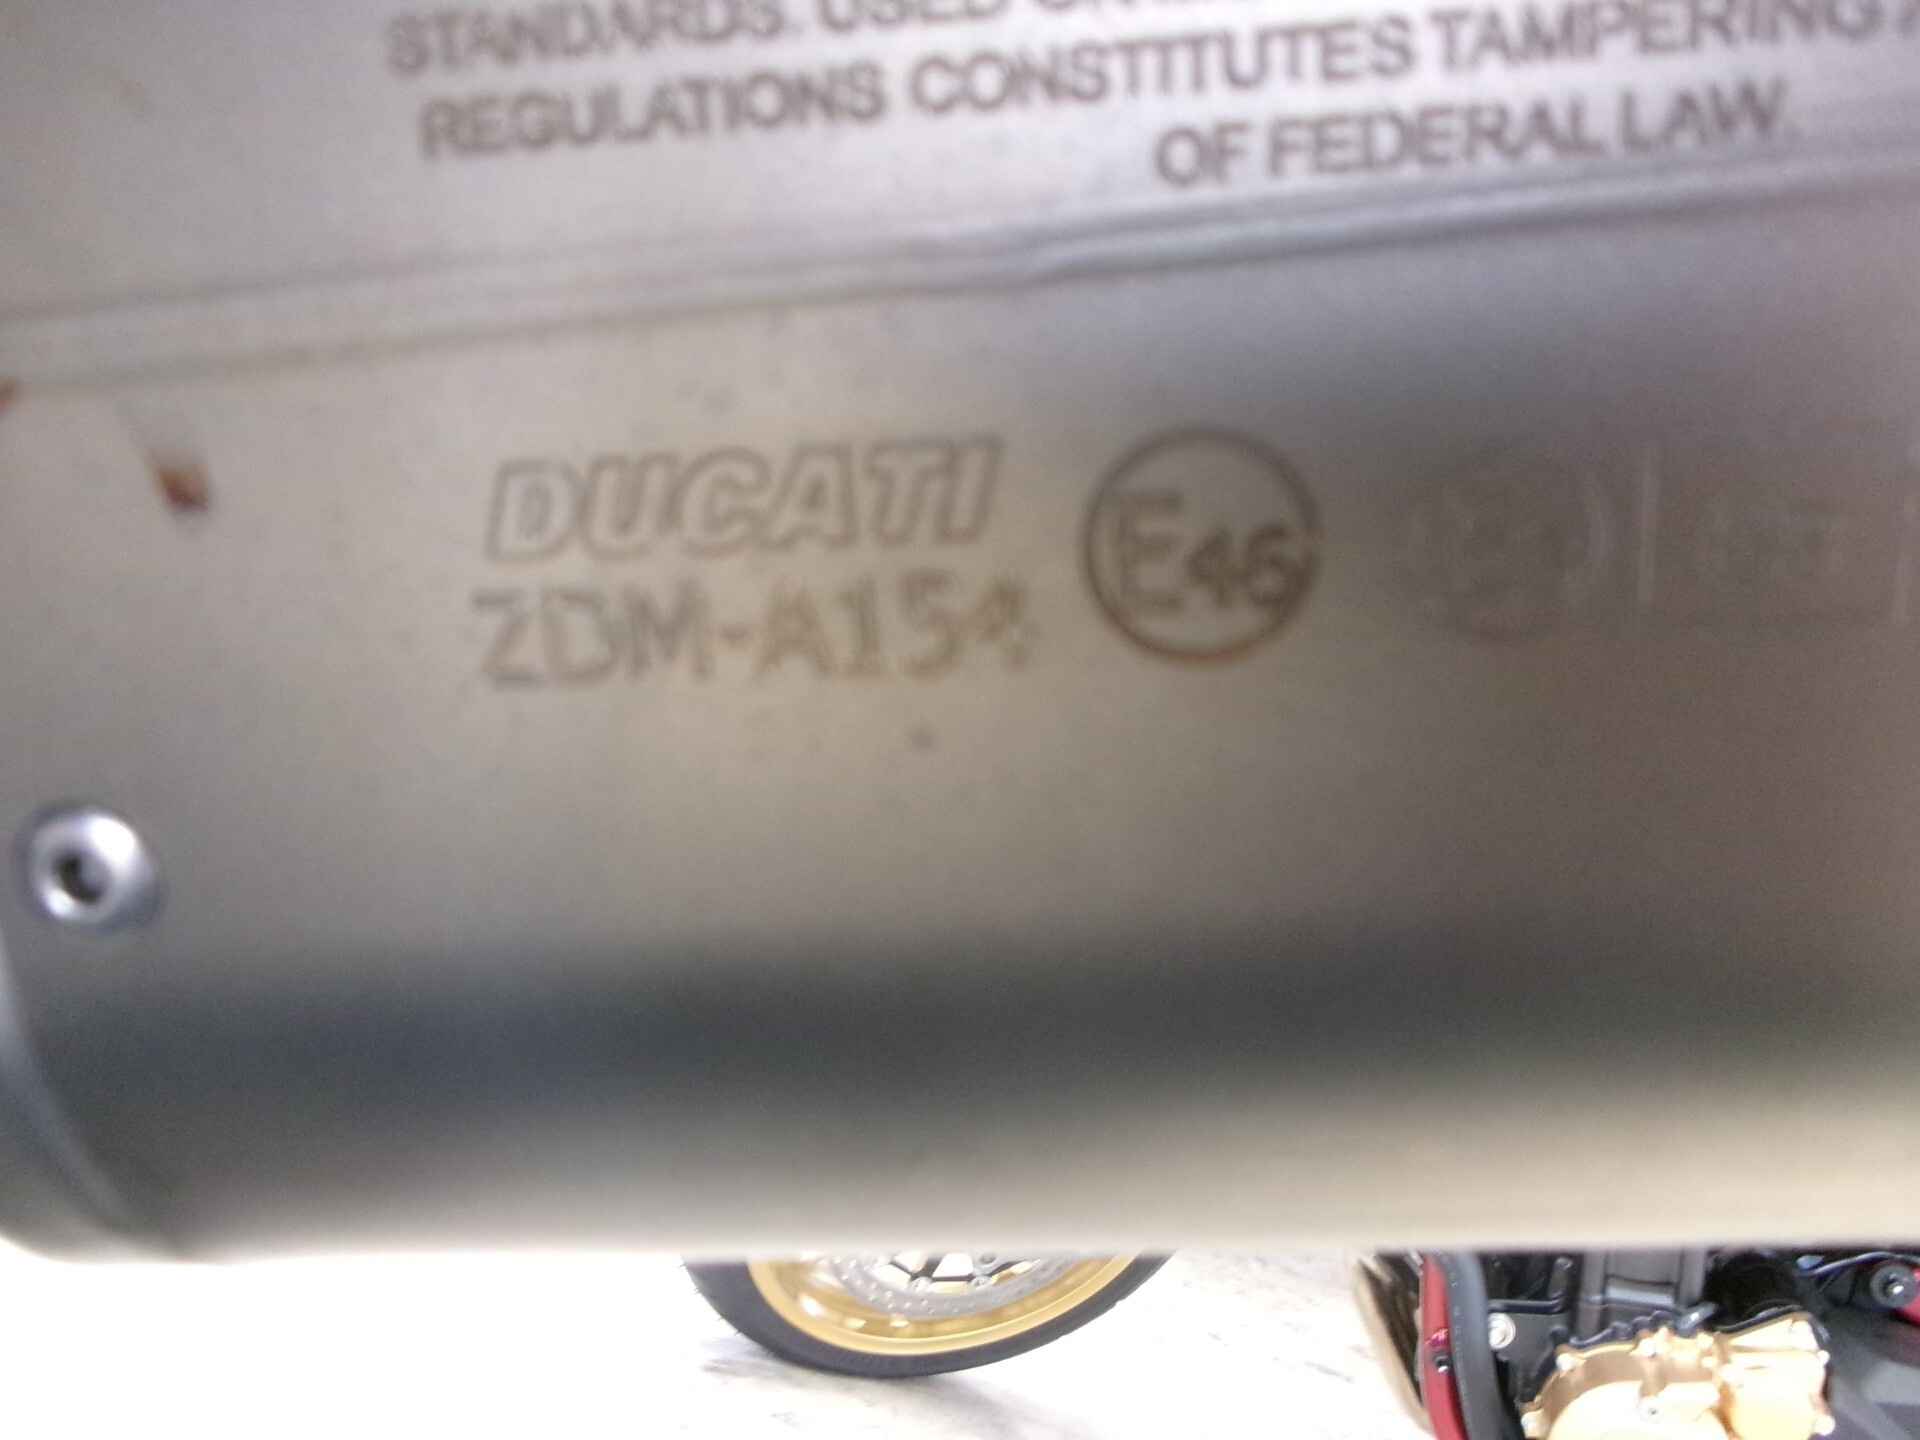 STANDARDS. USED
REGULATIONS CONSTITUTES TAMPERING
OF FEDERAL LAW.
DUCATI
ZDM-A154
E46